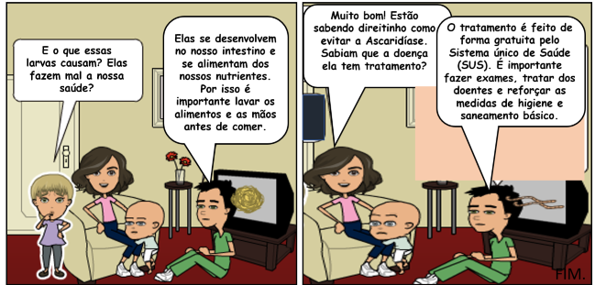 E o que essas
larvas causam? Elas
fazem mal a nossa
saúde?
Elas se desenvolvem
no nosso intestino e
se alimentam dos
nossos nutrientes.
Por isso é
importante lavar os
alimentos e as mãos
antes de comer.
Muito bom! Estão
sabendo direitinho como
evitar a Ascaridíase.
Sabiam que a doença
ela tem tratamento?
O tratamento é feito de
forma gratuita pelo
Sistema único de Saúde
(SUS). É importante
fazer exames, tratar dos
doentes e reforçar as
medidas de higiene e
saneamento básico.
FIM.